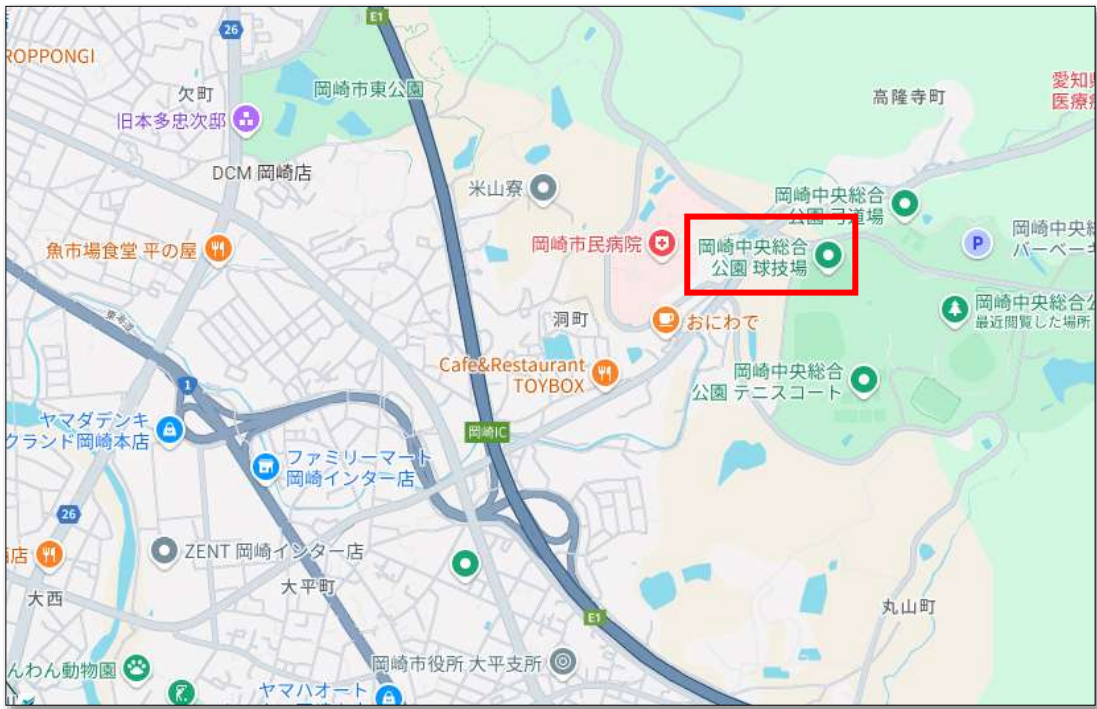 E1
26
ROPPONGI
欠町
岡崎市東公園
旧本多忠次邸
DCM 岡崎店
高隆寺町
愛知
医療
米山寮
岡崎中央総合
公園 弓道場
岡崎市民病院
岡崎中央総合
公園 球技場
P
岡崎中央
バーベーキ
魚市場食堂 平の屋
東海道
洞町
おにわで
岡崎中央総合公
最近閲覧した場所
Cafe&Restaurant
TOYBOX
岡崎中央総合
公園 テニスコート
1
ヤマダデンキ
クランド岡崎本店
岡崎IC
ファミリーマート
岡崎インター店
26
店
ZENT 岡崎インター店
大西
大平町
E1
丸山町
んわん動物園
岡崎市役所 大平支所
ヤマハオート